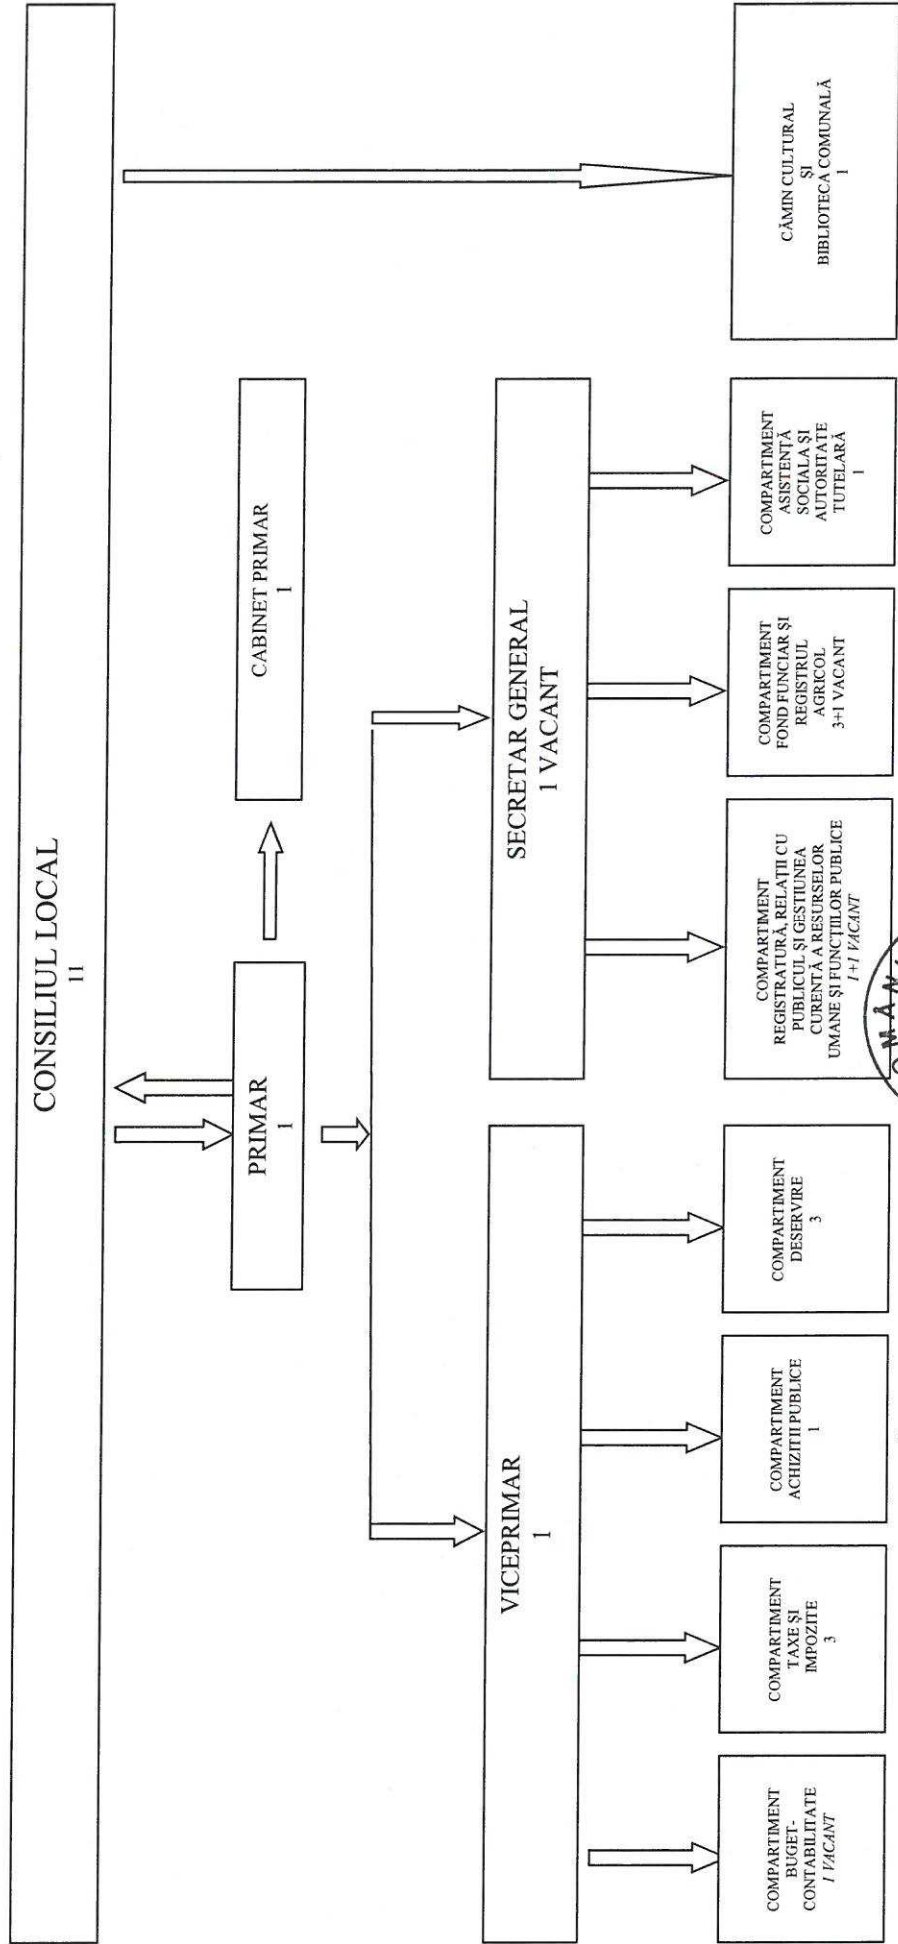 CONSILIUL LOCAL
11
PRIMAR
1
CABINET PRIMAR
1
VICEPRIMAR
1
SECRETAR GENERAL
1 VACANT
COMPARTIMENT
BUGET-
CONTABILITATE
1 VACANT
COMPARTIMENT
TAXE ȘI
IMPOZITE
3
COMPARTIMENT
ACHIZITII PUBLICE
1
COMPARTIMENT
DESERVIRE
3
COMPARTIMENT
REGISTRATURĂ, RELAȚII CU
PUBLICUL ȘI GESTIUNEA
CURENTĂ A RESURSELOR
UMANE ȘI FUNCȚIILOR PUBLICE
1+1 VACANT
COMPARTIMENT
FOND FUNCIAR ȘI
REGISTRUL
AGRICOL
3+1 VACANT
COMPARTIMENT
ASISTENȚĂ
SOCIALA ȘI
AUTORITATE
TUTELARĂ
1
CĂMIN CULTURAL
ȘI
BIBLIOTECA COMUNALĂ
1